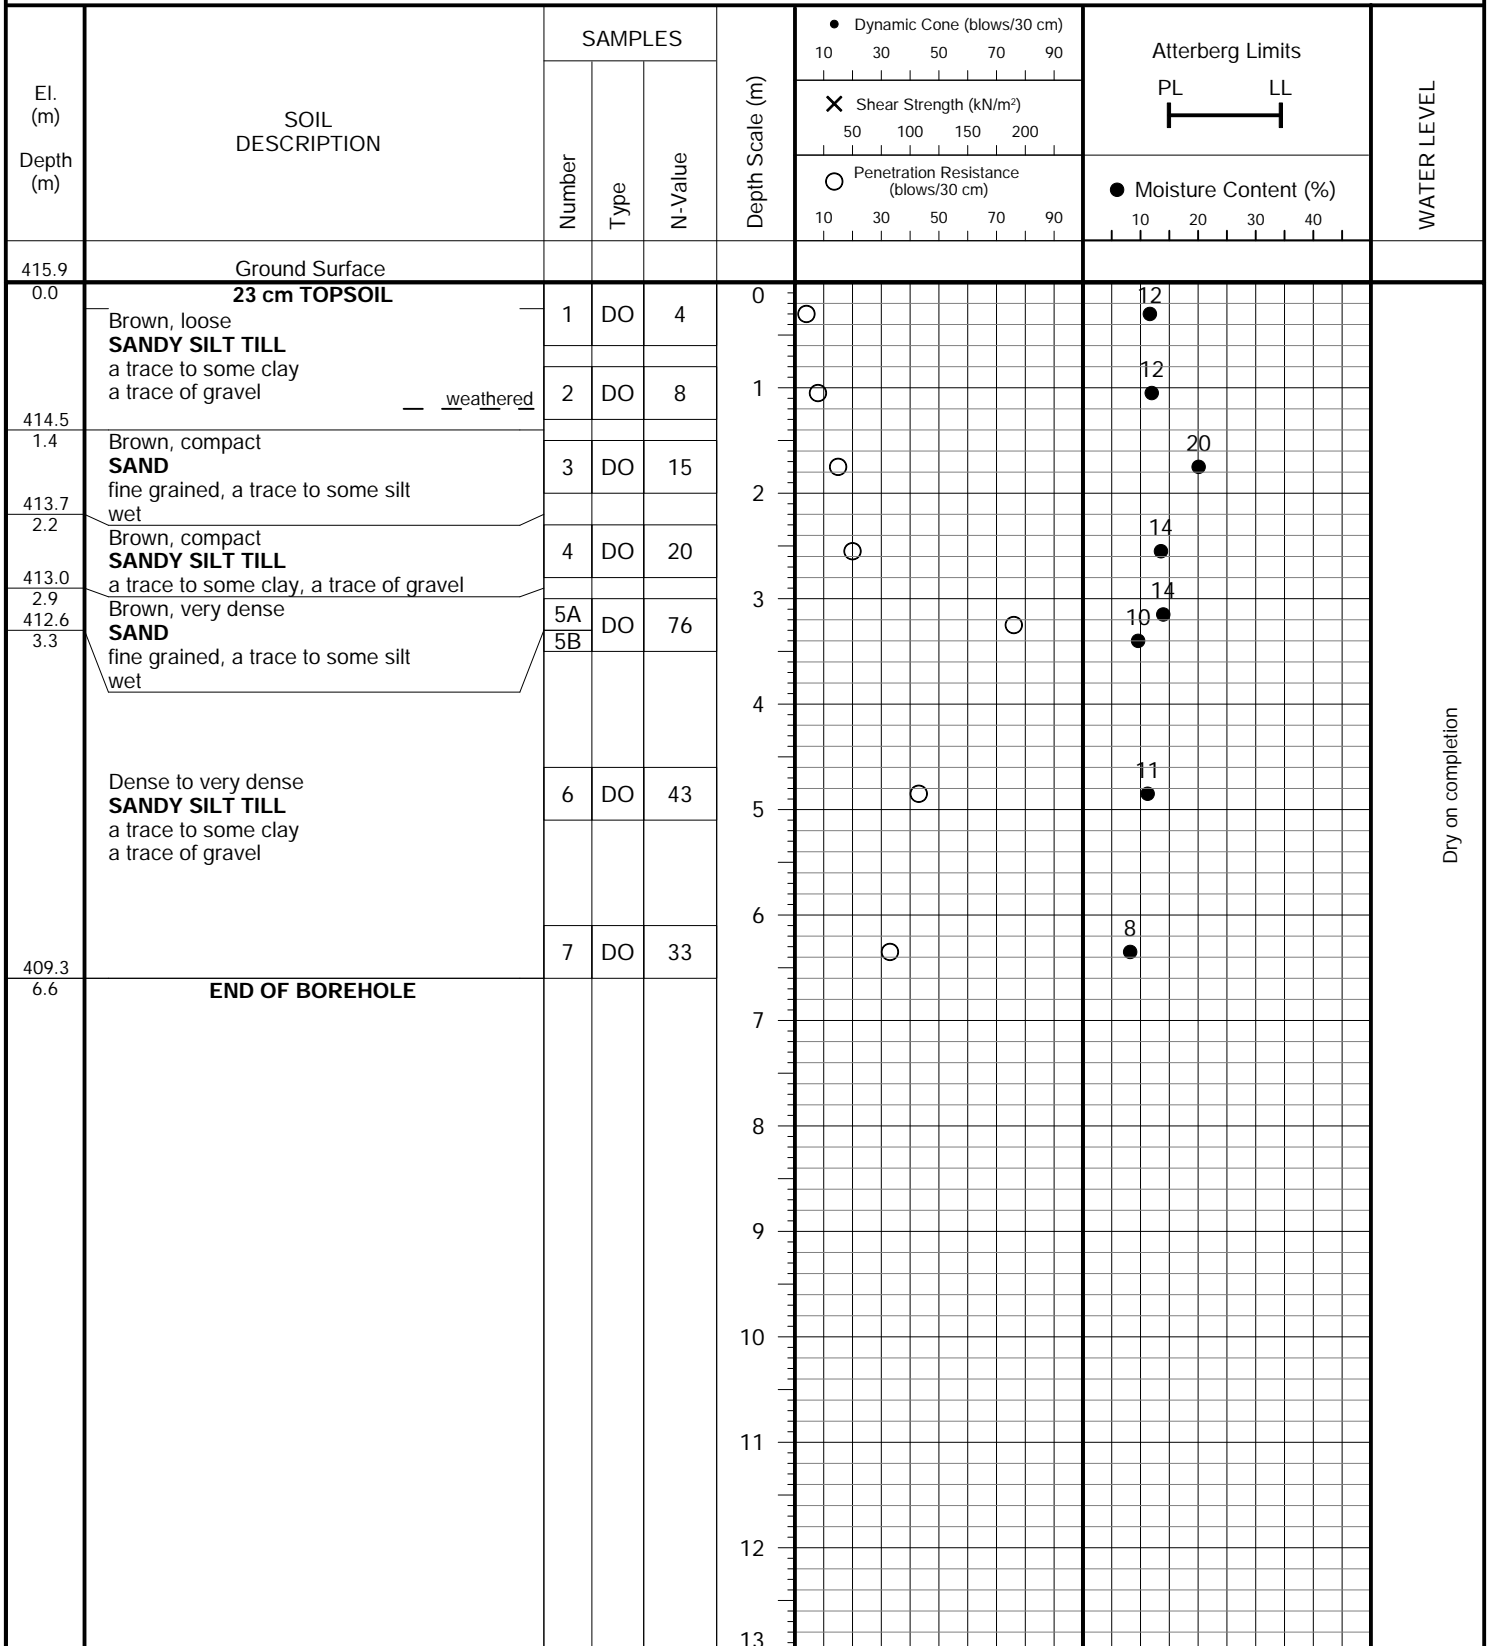 El.
(m)
Depth
(m)
SOIL
DESCRIPTION
SAMPLES
Number
Type
N-Value
Depth Scale (m)
● Dynamic Cone (blows/30 cm)
10 30 50 70 90
✕ Shear Strength (kN/m²)
50 100 150 200
○ Penetration Resistance
(blows/30 cm)
10 30 50 70 90
Atterberg Limits
PL LL
● Moisture Content (%)
10 20 30 40
WATER LEVEL
415.9 Ground Surface
0.0 23 cm TOPSOIL 0 12
Brown, loose 1 DO 4
SANDY SILT TILL
a trace to some clay 12
a trace of gravel 2 DO 8 1
weathered
414.5
1.4 Brown, compact 20
SAND 3 DO 15
fine grained, a trace to some silt 2
413.7 wet
2.2 Brown, compact 14
SANDY SILT TILL 4 DO 20
413.0 a trace to some clay, a trace of gravel 14
2.9 Brown, very dense 3
412.6 5A DO 76 10
SAND
3.3 5B
fine grained, a trace to some silt
wet
4
Dense to very dense 11
SANDY SILT TILL 6 DO 43 5
a trace to some clay
a trace of gravel
Dry on completion
6
8
7 DO 33
409.3
6.6 END OF BOREHOLE
7
8
9
10
11
12
13